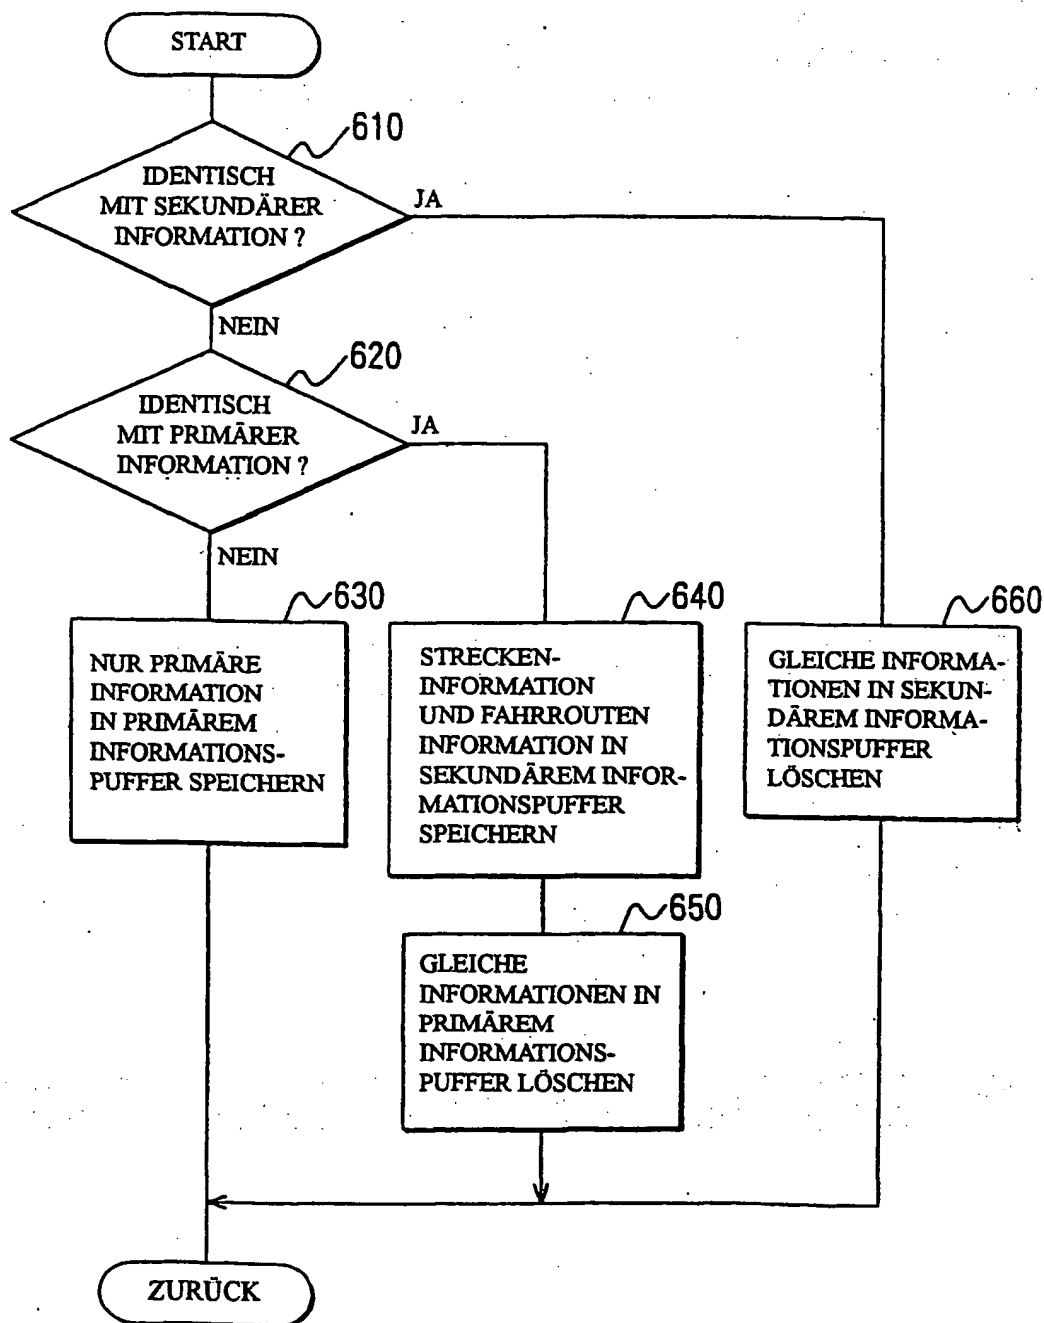 START
610
IDENTISCH
MIT SEKUNDÄRER
INFORMATION ?
JA
NEIN
620
IDENTISCH
MIT PRIMÄRER
INFORMATION ?
JA
NEIN
630
NUR PRIMÄRE
INFORMATION
IN PRIMÄREM
INFORMATIONS-
PUFFER SPEICHERN
640
STRECKEN-
INFORMATION
UND FAHRROUTEN
INFORMATION IN
SEKUNDÄREM INFOR-
MATIONSPUFFER
SPEICHERN
660
GLEICHE INFORMA-
TIONEN IN SEKUN-
DÄREM INFORMA-
TIONSPUFFER
LÖSCHEN
650
GLEICHE
INFORMATIONEN IN
PRIMÄREM
INFORMATIONS-
PUFFER LÖSCHEN
ZURÜCK